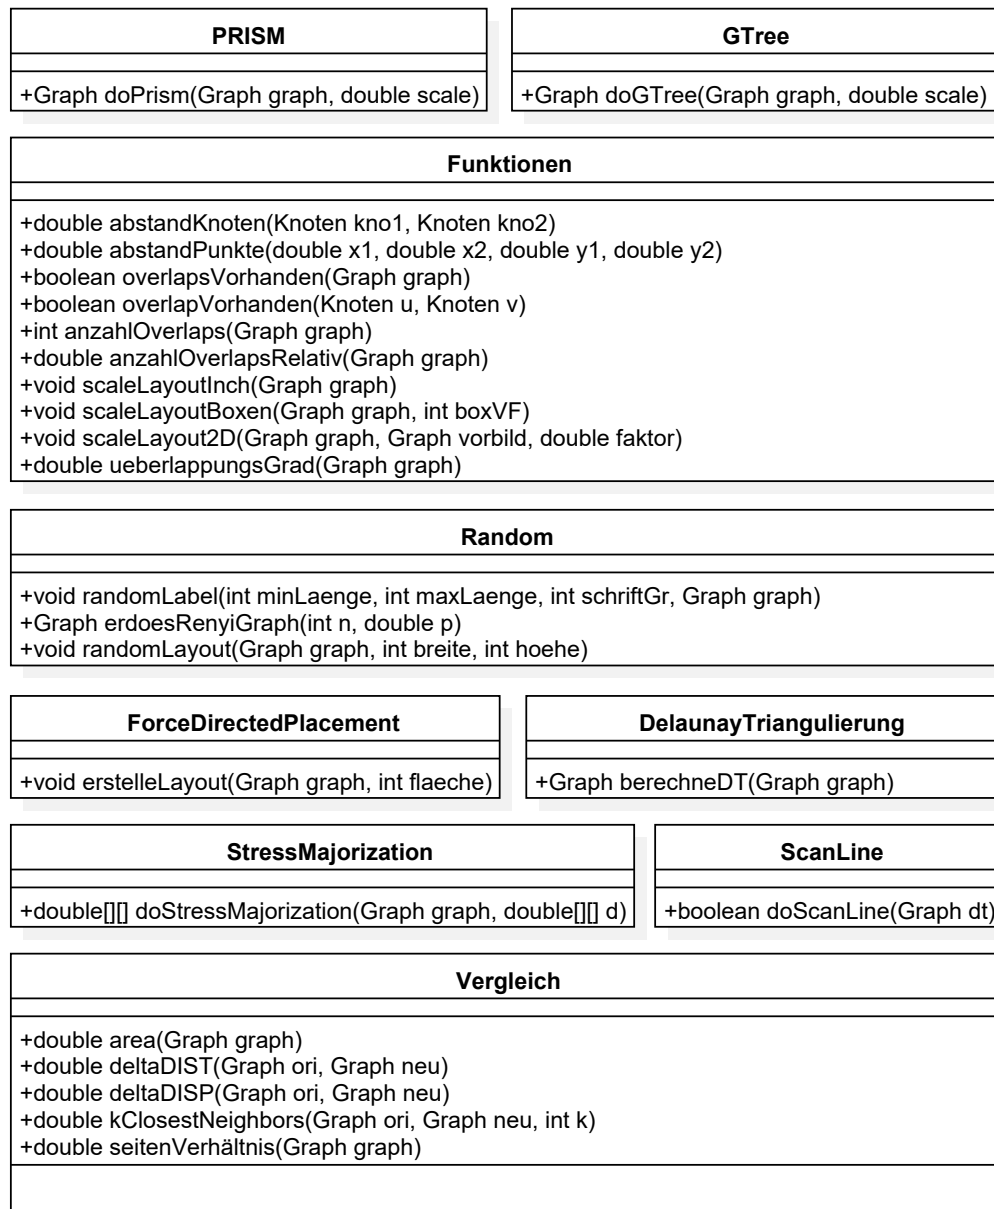 PRISM
+Graph doPrism(Graph graph, double scale)
GTree
+Graph doGTree(Graph graph, double scale)
Funktionen
+double abstandKnoten(Knoten kno1, Knoten kno2)
+double abstandPunkte(double x1, double x2, double y1, double y2)
+boolean overlapsVorhanden(Graph graph)
+boolean overlapVorhanden(Knoten u, Knoten v)
+int anzahlOverlaps(Graph graph)
+double anzahlOverlapsRelativ(Graph graph)
+void scaleLayoutInch(Graph graph)
+void scaleLayoutBoxen(Graph graph, int boxVF)
+void scaleLayout2D(Graph graph, Graph vorbild, double faktor)
+double ueberlappungsGrad(Graph graph)
Random
+void randomLabel(int minLaenge, int maxLaenge, int schriftGr, Graph graph)
+Graph erdoesRenyiGraph(int n, double p)
+void randomLayout(Graph graph, int breite, int hoehe)
ForceDirectedPlacement
+void erstelleLayout(Graph graph, int flaeche)
DelaunayTriangulierung
+Graph berechneDT(Graph graph)
StressMajorization
+double[][] doStressMajorization(Graph graph, double[][] d)
ScanLine
+boolean doScanLine(Graph dt)
Vergleich
+double area(Graph graph)
+double deltaDIST(Graph ori, Graph neu)
+double deltaDISP(Graph ori, Graph neu)
+double kClosestNeighbors(Graph ori, Graph neu, int k)
+double seitenVerhältnis(Graph graph)